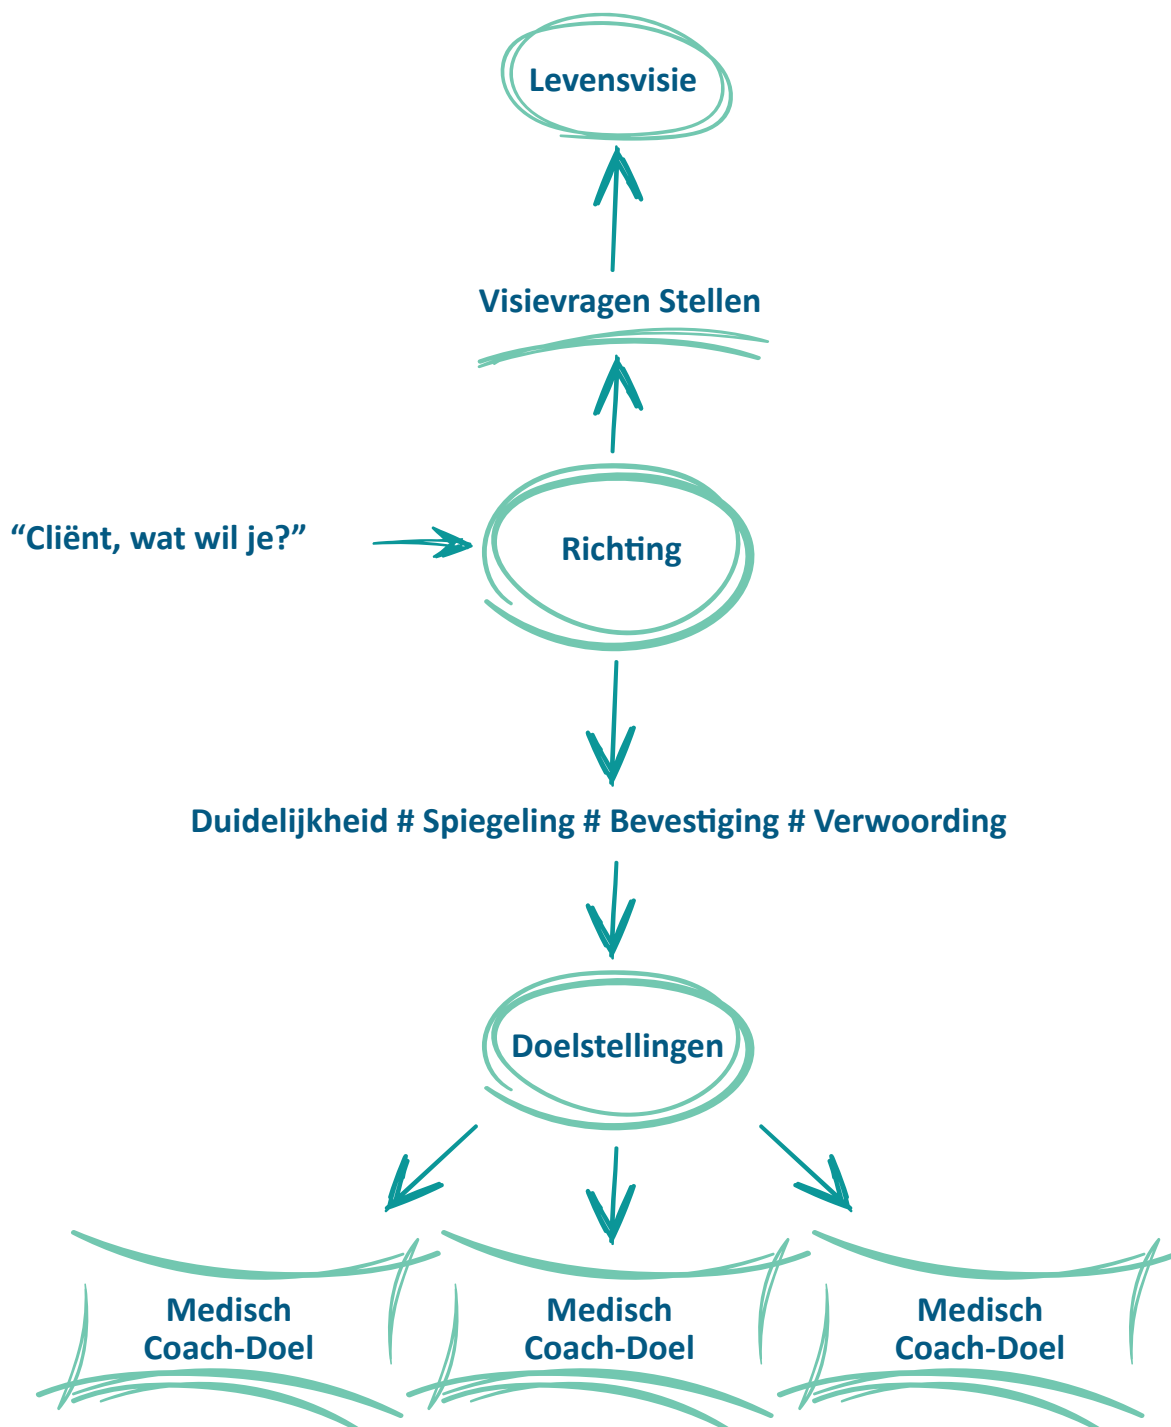 Levensvisie
Visievragen Stellen
“Cliënt, wat wil je?”
Richting
Duidelijkheid # Spiegeling # Bevestiging # Verwoording
Doelstellingen
Medisch
Coach-Doel
Medisch
Coach-Doel
Medisch
Coach-Doel